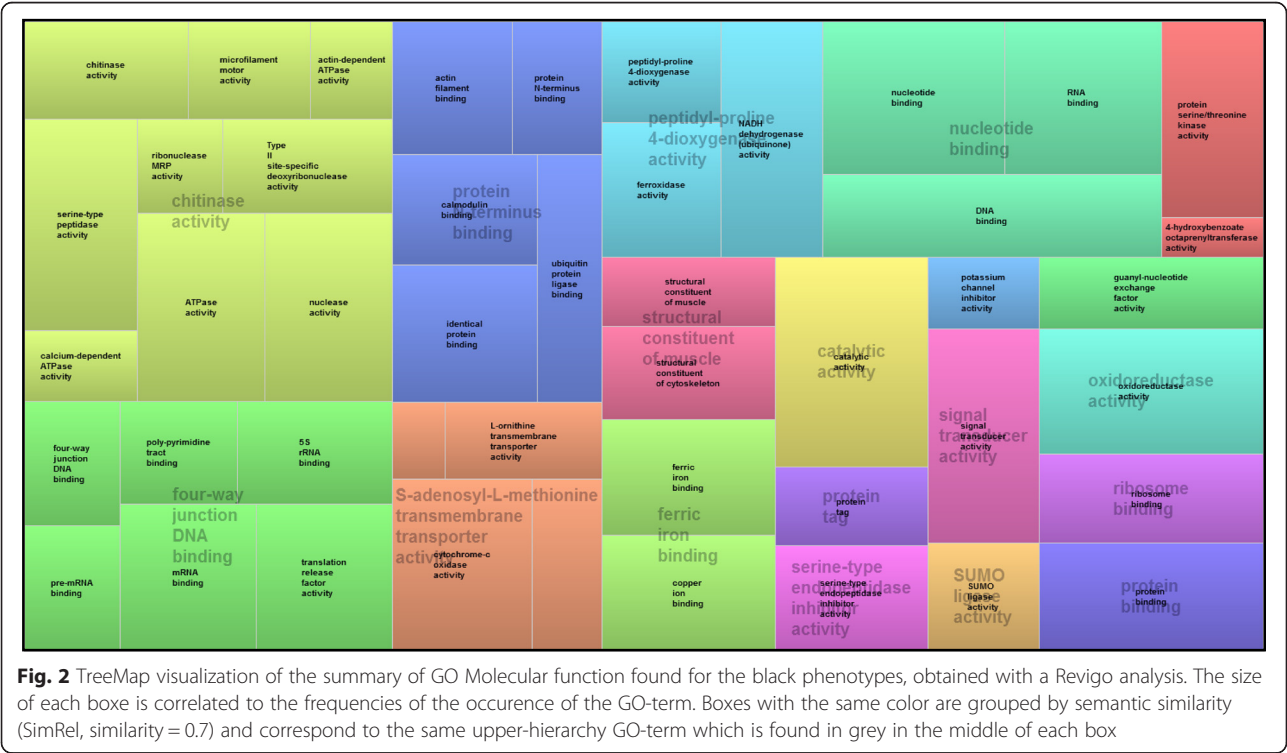 chitinase
activity
microfilament
motor
activity
actin-dependent
ATPase
activity
serine-type
peptidase
activity
ribonuclease
MRP
activity
Type
II
site-specific
deoxyribonuclease
activity
chitinase
activity
ATPase
activity
nuclease
activity
calcium-dependent
ATPase
activity
actin
filament
binding
protein
N-terminus
binding
calmodulin
binding
protein
N-terminus
binding
ubiquitin
protein
ligase
binding
identical
protein
binding
peptidyl-proline
4-dioxygenase
activity
peptidyl-proline
4-dioxygenase
activity
NADH
dehydrogenase
(ubiquinone)
activity
ferroxidase
activity
nucleotide
binding
RNA
binding
nucleotide
binding
DNA
binding
protein
serine/threonine
kinase
activity
4-hydroxybenzoate
octaprenyltransferase
activity
four-way
junction
DNA
binding
poly-pyrimidine
tract
binding
5S
rRNA
binding
four-way
junction
DNA
binding
pre-mRNA
binding
mRNA
binding
translation
release
factor
activity
L-ornithine
transmembrane
transporter
activity
S-adenosyl-L-methionine
transmembrane
transporter
activity
cytochrome-c
oxidase
activity
structural
constituent
of muscle
structural
constituent
of muscle
structural
constituent
of cytoskeleton
ferric
iron
binding
ferric
iron
binding
copper
ion
binding
catalytic
activity
catalytic
activity
protein
tag
protein
tag
serine-type
endopeptidase
inhibitor
activity
serine-type
endopeptidase
inhibitor
activity
potassium
channel
inhibitor
activity
signal
transducer
activity
signal
transducer
activity
SUMO
ligase
activity
SUMO
ligase
activity
guanyl-nucleotide
exchange
factor
activity
oxidoreductase
activity
oxidoreductase
activity
ribosome
binding
ribosome
binding
protein
binding
protein
binding
Fig. 2 TreeMap visualization of the summary of GO Molecular function found for the black phenotypes, obtained with a Revigo analysis. The size
of each boxe is correlated to the frequencies of the occurence of the GO-term. Boxes with the same color are grouped by semantic similarity
(SimRel, similarity = 0.7) and correspond to the same upper-hierarchy GO-term which is found in grey in the middle of each box